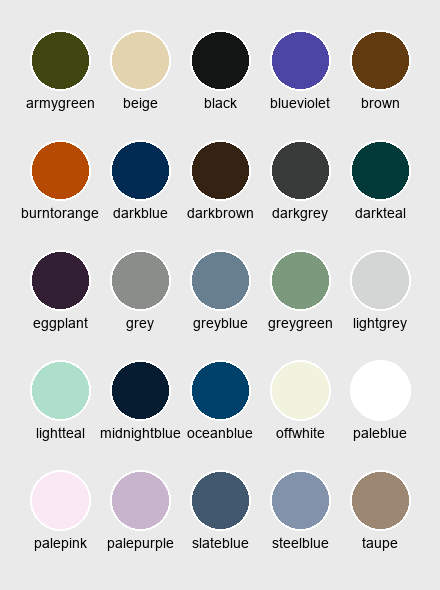 armygreen beige black blueviolet brown
burntorange darkblue darkbrown darkgrey darkteal
eggplant grey greyblue greygreen lightgrey
lightteal midnightblue oceanblue offwhite paleblue
palepink palepurple slateblue steelblue taupe